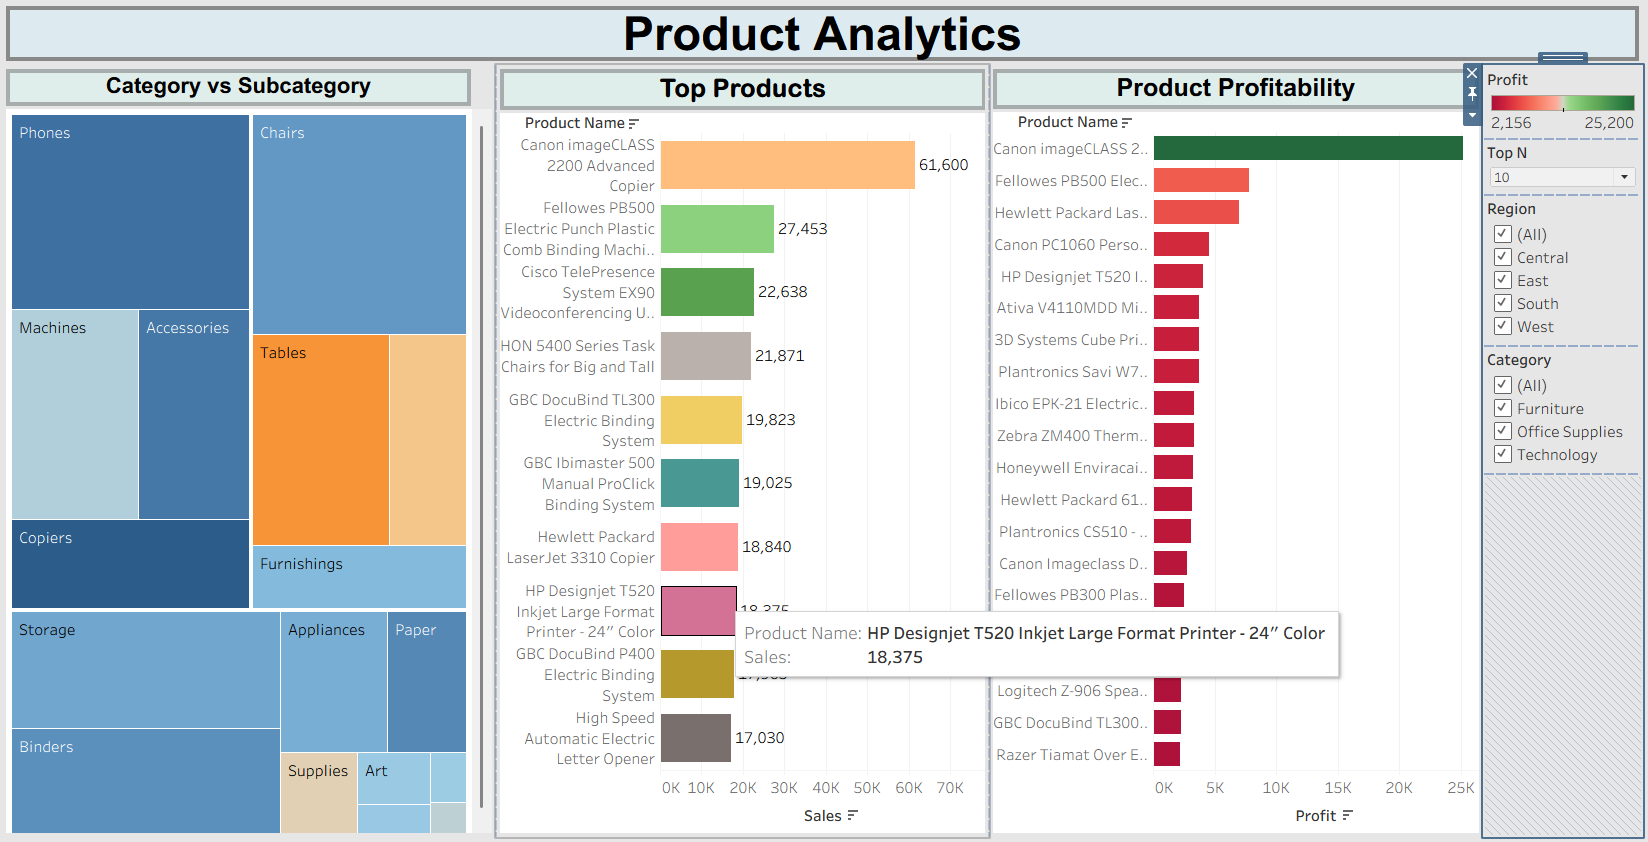 Product Analytics
Category vs Subcategory
Phones
Chairs
Machines
Accessories
Tables
Copiers
Furnishings
Storage
Appliances
Paper
Binders
Supplies
Art
Top Products
Product Name
Canon imageCLASS
2200 Advanced
Copier
61,600
Fellowes PB500
Electric Punch Plastic
Comb Binding Machi..
27,453
Cisco TelePresence
System EX90
Videoconferencing U..
22,638
HON 5400 Series Task
Chairs for Big and Tall
21,871
GBC DocuBind TL300
Electric Binding
System
19,823
GBC Ibimaster 500
Manual ProClick
Binding System
19,025
Hewlett Packard
LaserJet 3310 Copier
18,840
HP Designjet T520
Inkjet Large Format
Printer - 24" Color
18,375
GBC DocuBind P400
Electric Binding
System
High Speed
Automatic Electric
Letter Opener
17,030
0K 10K 20K 30K 40K 50K 60K 70K
Sales
Product Name: HP Designjet T520 Inkjet Large Format Printer - 24" Color
Sales: 18,375
Product Profitability
Product Name
Canon imageCLASS 2..
Fellowes PB500 Elec..
Hewlett Packard Las..
Canon PC1060 Perso..
HP Designjet T520 I..
Ativa V4110MDD Mi..
3D Systems Cube Pri..
Plantronics Savi W7..
Ibico EPK-21 Electric..
Zebra ZM400 Therm..
Honeywell Enviracai..
Hewlett Packard 61..
Plantronics CS510 - ..
Canon Imageclass D..
Fellowes PB300 Plas..
Logitech Z-906 Spea..
GBC DocuBind TL300..
Razer Tiamat Over E..
0K 5K 10K 15K 20K 25K
Profit
Profit
2,156 25,200
Top N
10
Region
(All)
Central
East
South
West
Category
(All)
Furniture
Office Supplies
Technology